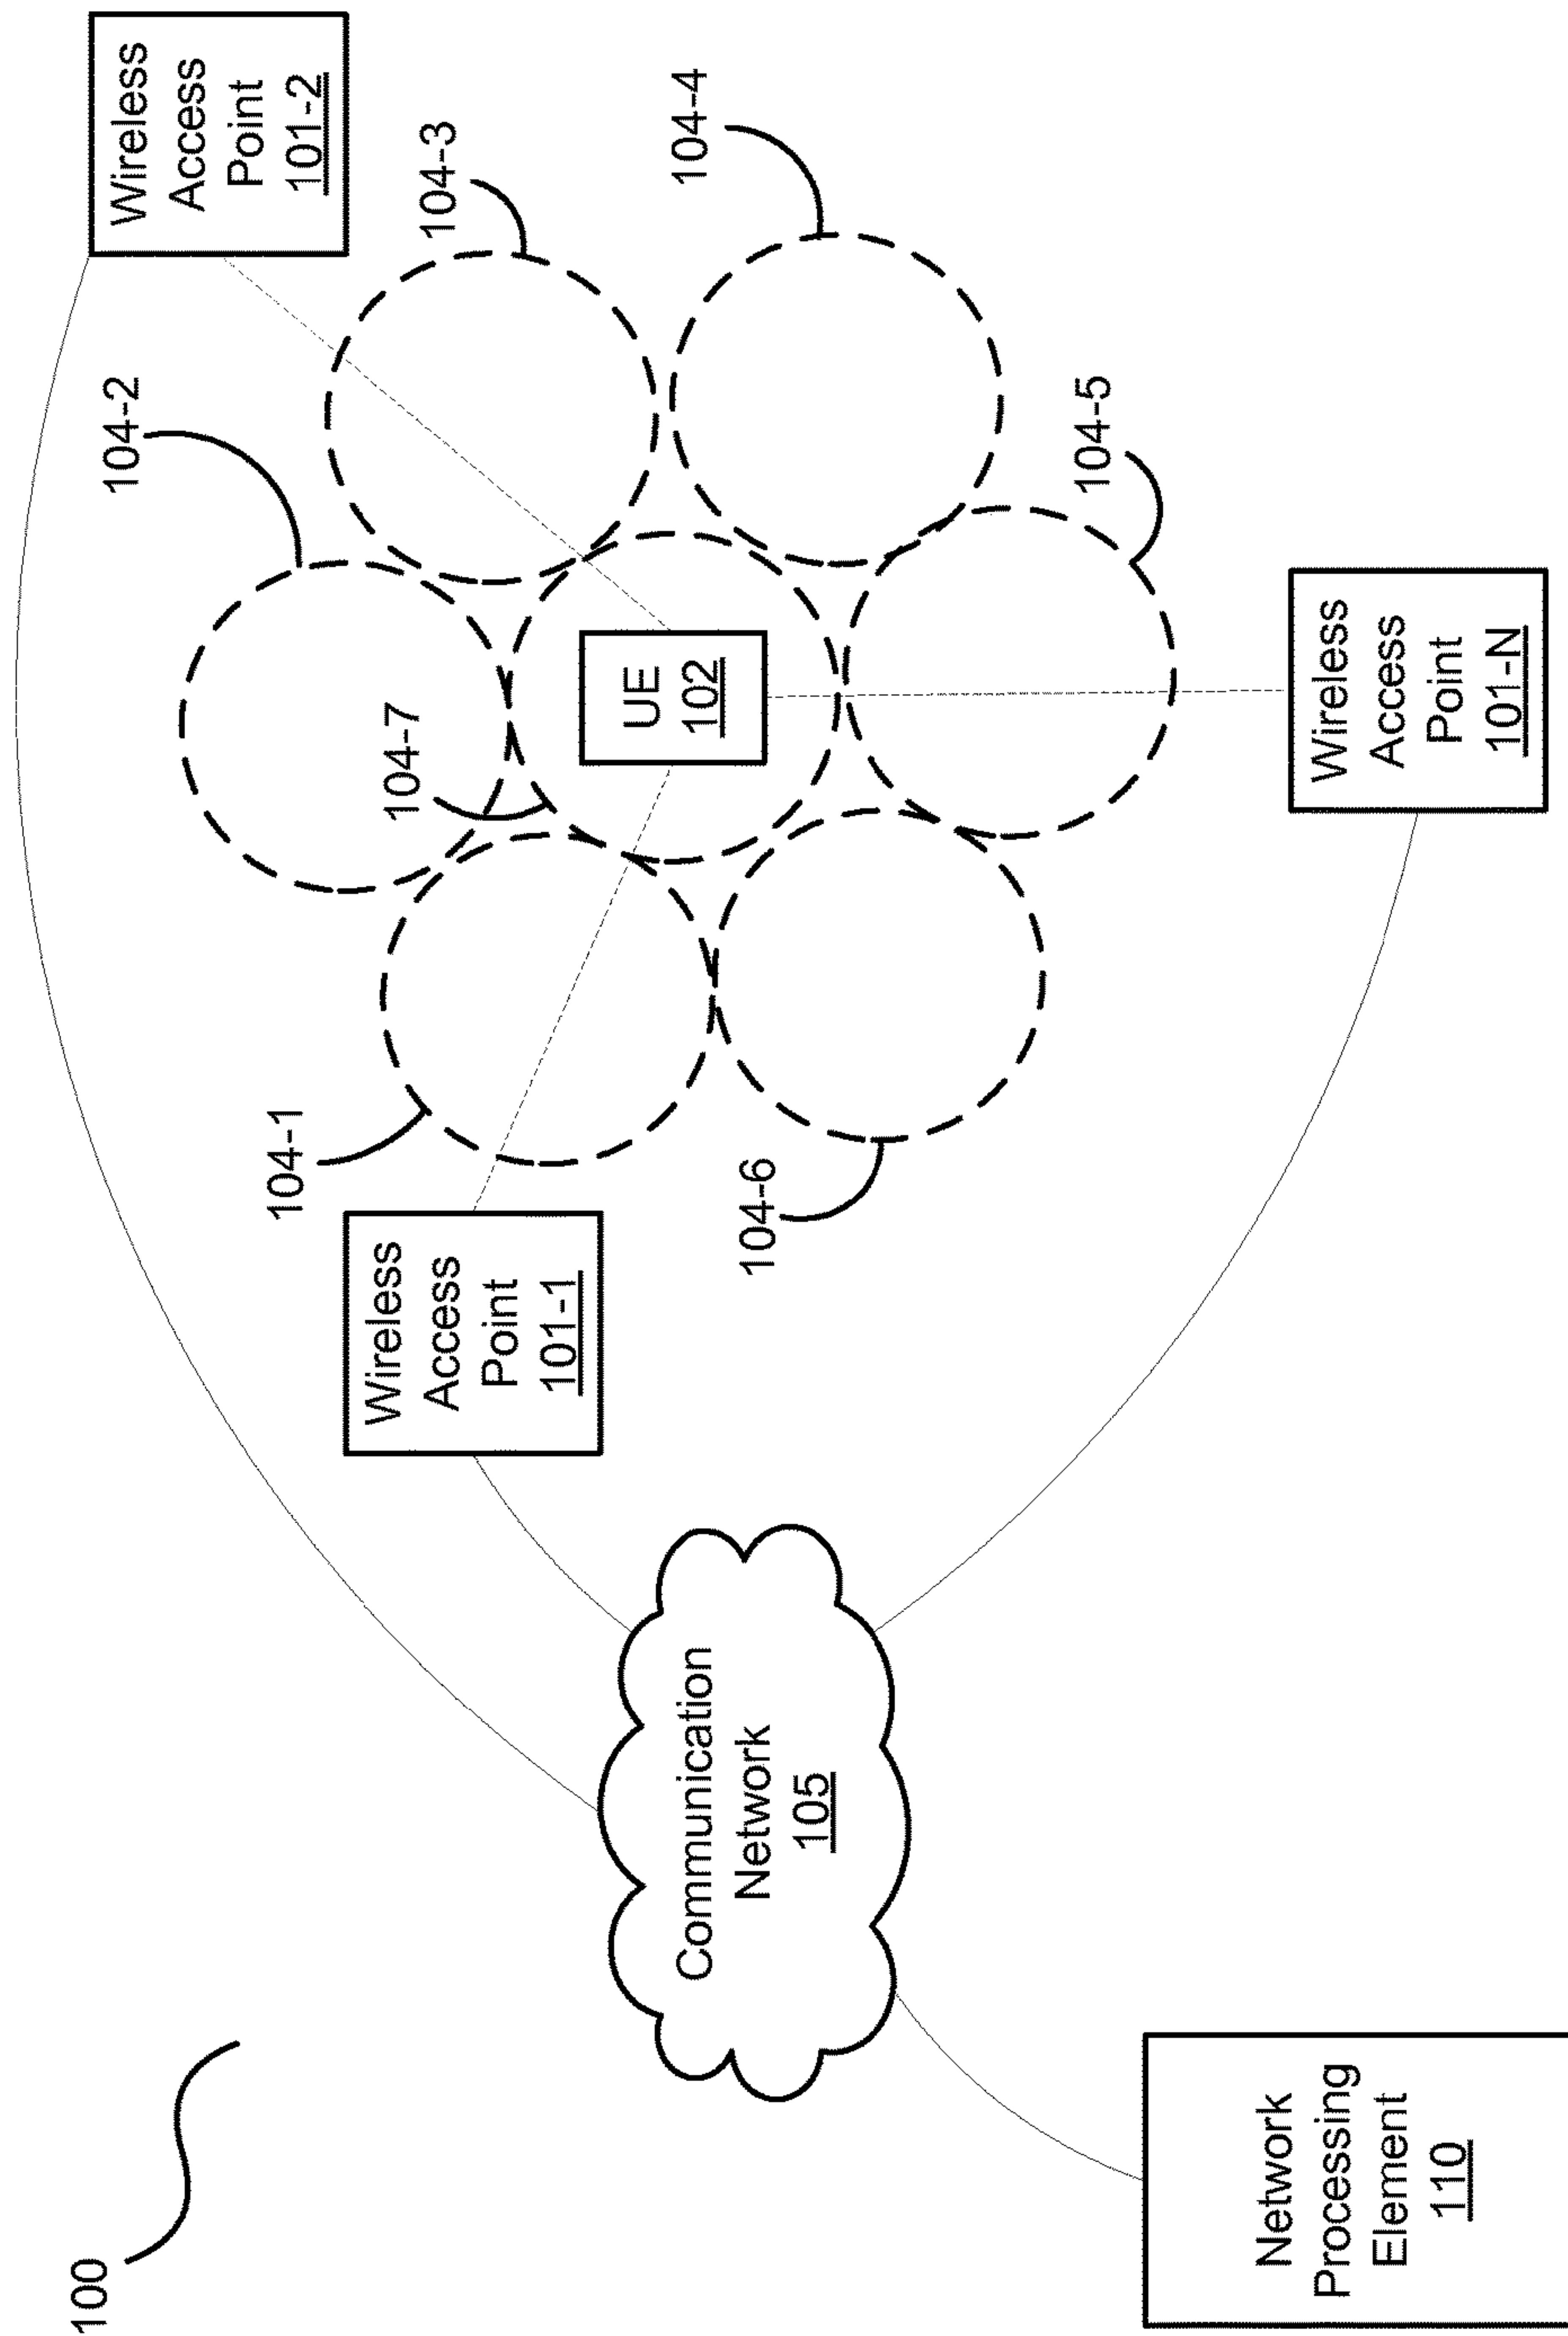 100
Network
Processing
Element
110
Communication
Network
105
Wireless
Access
Point
101-1
Wireless
Access
Point
101-2
Wireless
Access
Point
101-N
UE
102
104-1
104-2
104-3
104-4
104-5
104-6
104-7